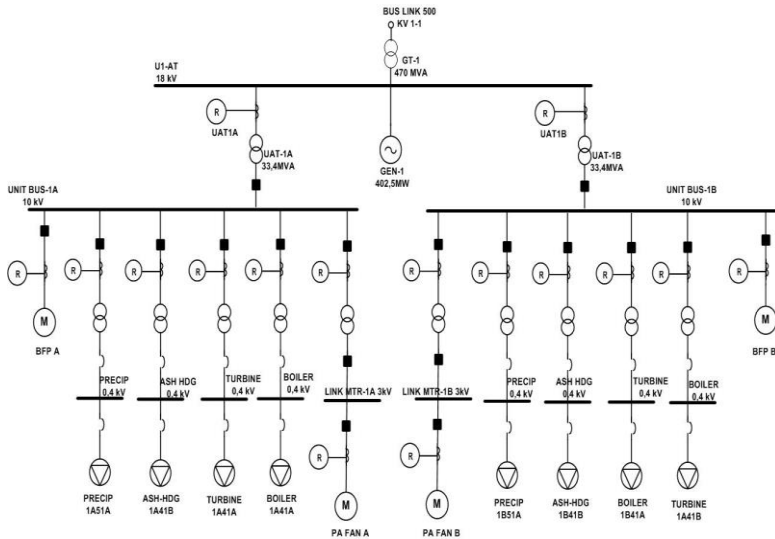 BUS LINK 500
KV 1-1
GT-1
470 MVA
U1-AT
18 kV
R
UAT1A
R
UAT1B
UAT-1A
33,4MVA
GEN-1
402,5MW
UAT-1B
33,4MVA
UNIT BUS-1A
10 kV
UNIT BUS-1B
10 kV
R
R
R
R
R
R
R
R
R
R
R
R
M
BFP A
M
BFP B
PRECIP
0,4 kV
ASH HDG
0,4 kV
TURBINE
0,4 kV
BOILER
0,4 kV
LINK MTR-1A 3kV
LINK MTR-1B 3kV
PRECIP
0,4 kV
ASH HDG
0,4 kV
TURBINE
0,4 kV
BOILER
0,4 kV
R
R
PRECIP
1A51A
ASH-HDG
1A41B
TURBINE
1A41A
BOILER
1A41A
M
PA FAN A
M
PA FAN B
PRECIP
1B51A
ASH-HDG
1B41B
BOILER
1B41A
TURBINE
1A41B